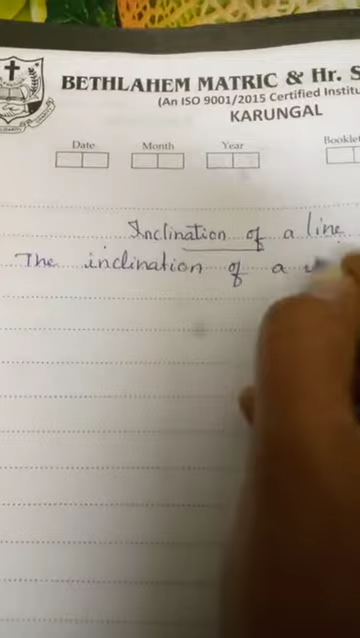 BETHLAHEM MATRIC & Hr. S
(An ISO 9001/2015 Certified Institu
KARUNGAL
Date Month Year Booklet
Inclination of a line
The inclination of a